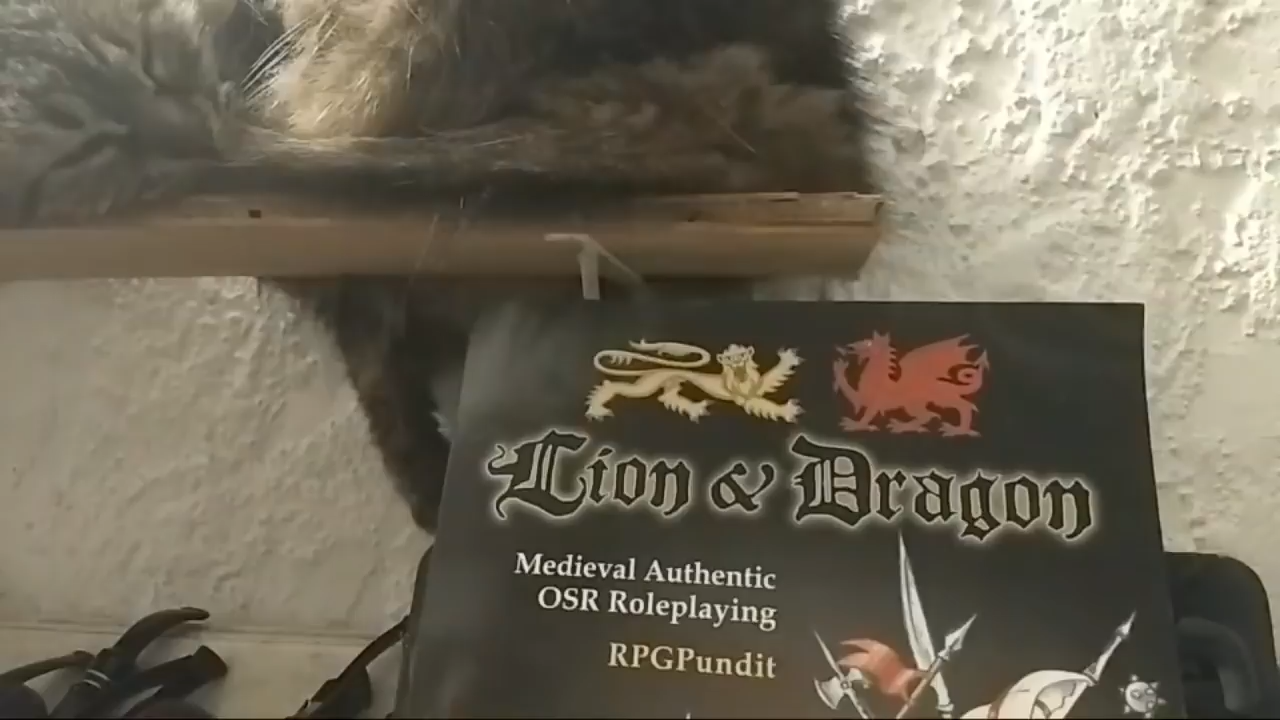 Lion & Dragon
Medieval Authentic
OSR Roleplaying
RPGPundit